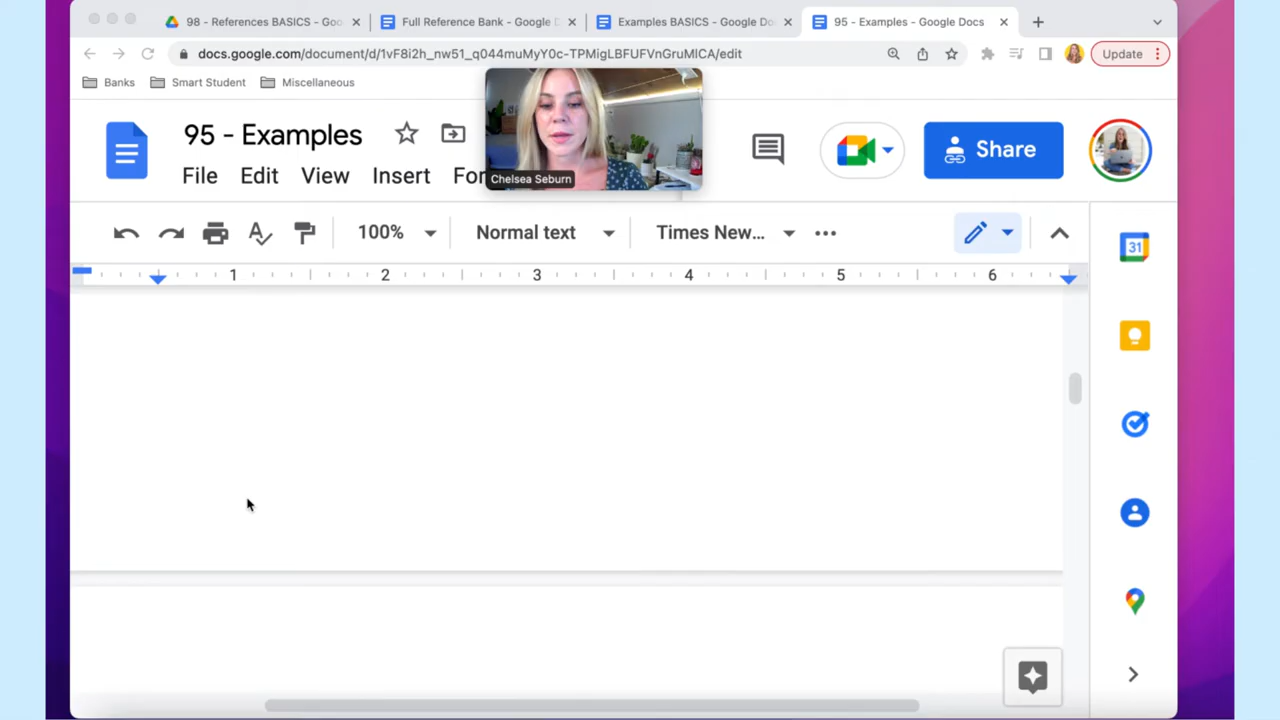 98 - References BASICS - Goo
Full Reference Bank - Google D
Examples BASICS - Google Do
95 - Examples - Google Docs
docs.google.com/document/d/1vF8i2h_nw51_q044muMyY0c-TPMigLBFUFVnGruMICA/edit
Update
Banks
Smart Student
Miscellaneous
95 - Examples
Share
File Edit View Insert For
Chelsea Seburn
100% Normal text Times New...
1 2 3 4 5 6
31